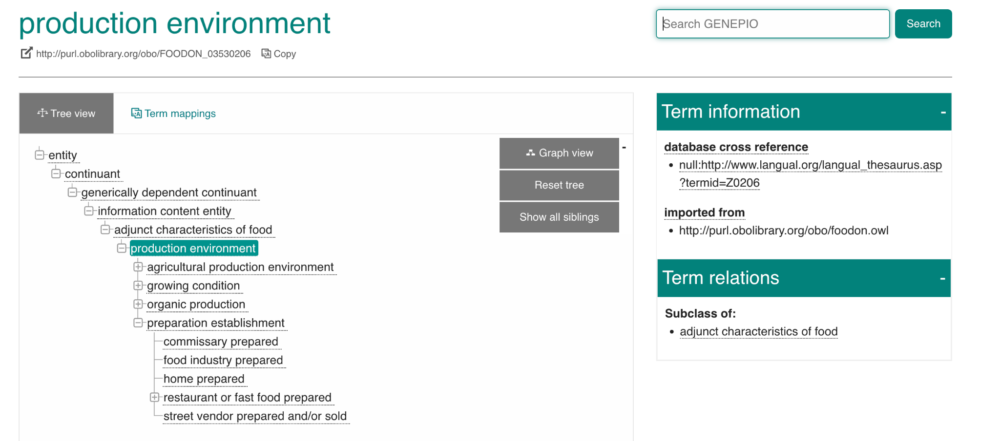 production environment
Search GENEPIO
Search
http://purl.obolibrary.org/obo/FOODON_03530206
Copy
Tree view
Term mappings
Graph view
-
Reset tree
Show all siblings
entity
continuant
generically dependent continuant
information content entity
adjunct characteristics of food
production environment
agricultural production environment
growing condition
organic production
preparation establishment
commissary prepared
food industry prepared
home prepared
restaurant or fast food prepared
street vendor prepared and/or sold
Term information
-
database cross reference
• null:http://www.langual.org/langual_thesaurus.asp
?termid=Z0206
imported from
• http://purl.obolibrary.org/obo/foodon.owl
Term relations
-
Subclass of:
• adjunct characteristics of food